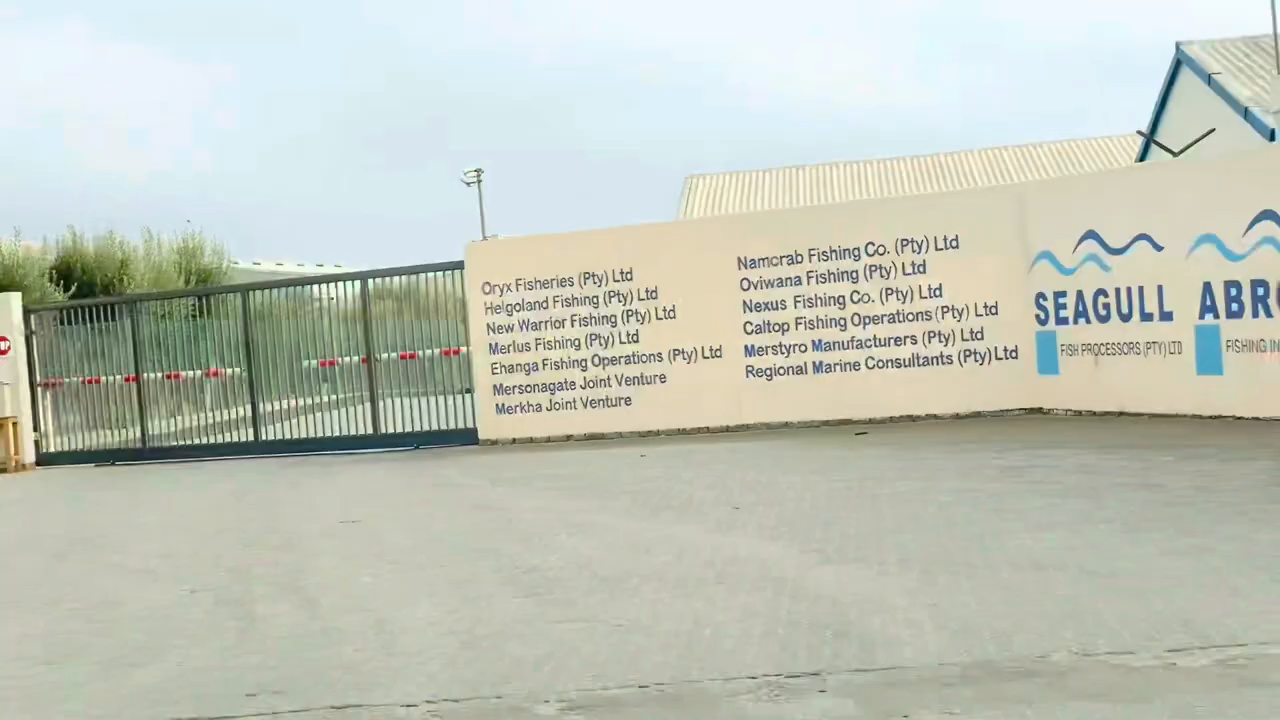 Oryx Fisheries (Pty) Ltd
Helgoland Fishing (Pty) Ltd
New Warrior Fishing (Pty) Ltd
Merlus Fishing (Pty) Ltd
Ehanga Fishing Operations (Pty) Ltd
Mersonagate Joint Venture
Merkha Joint Venture
Namcrab Fishing Co. (Pty) Ltd
Oviwana Fishing (Pty) Ltd
Nexus Fishing Co. (Pty) Ltd
Caltop Fishing Operations (Pty) Ltd
Merstyro Manufacturers (Pty) Ltd
Regional Marine Consultants (Pty) Ltd
SEAGULL
FISH PROCESSORS (PTY) LTD
FISHING